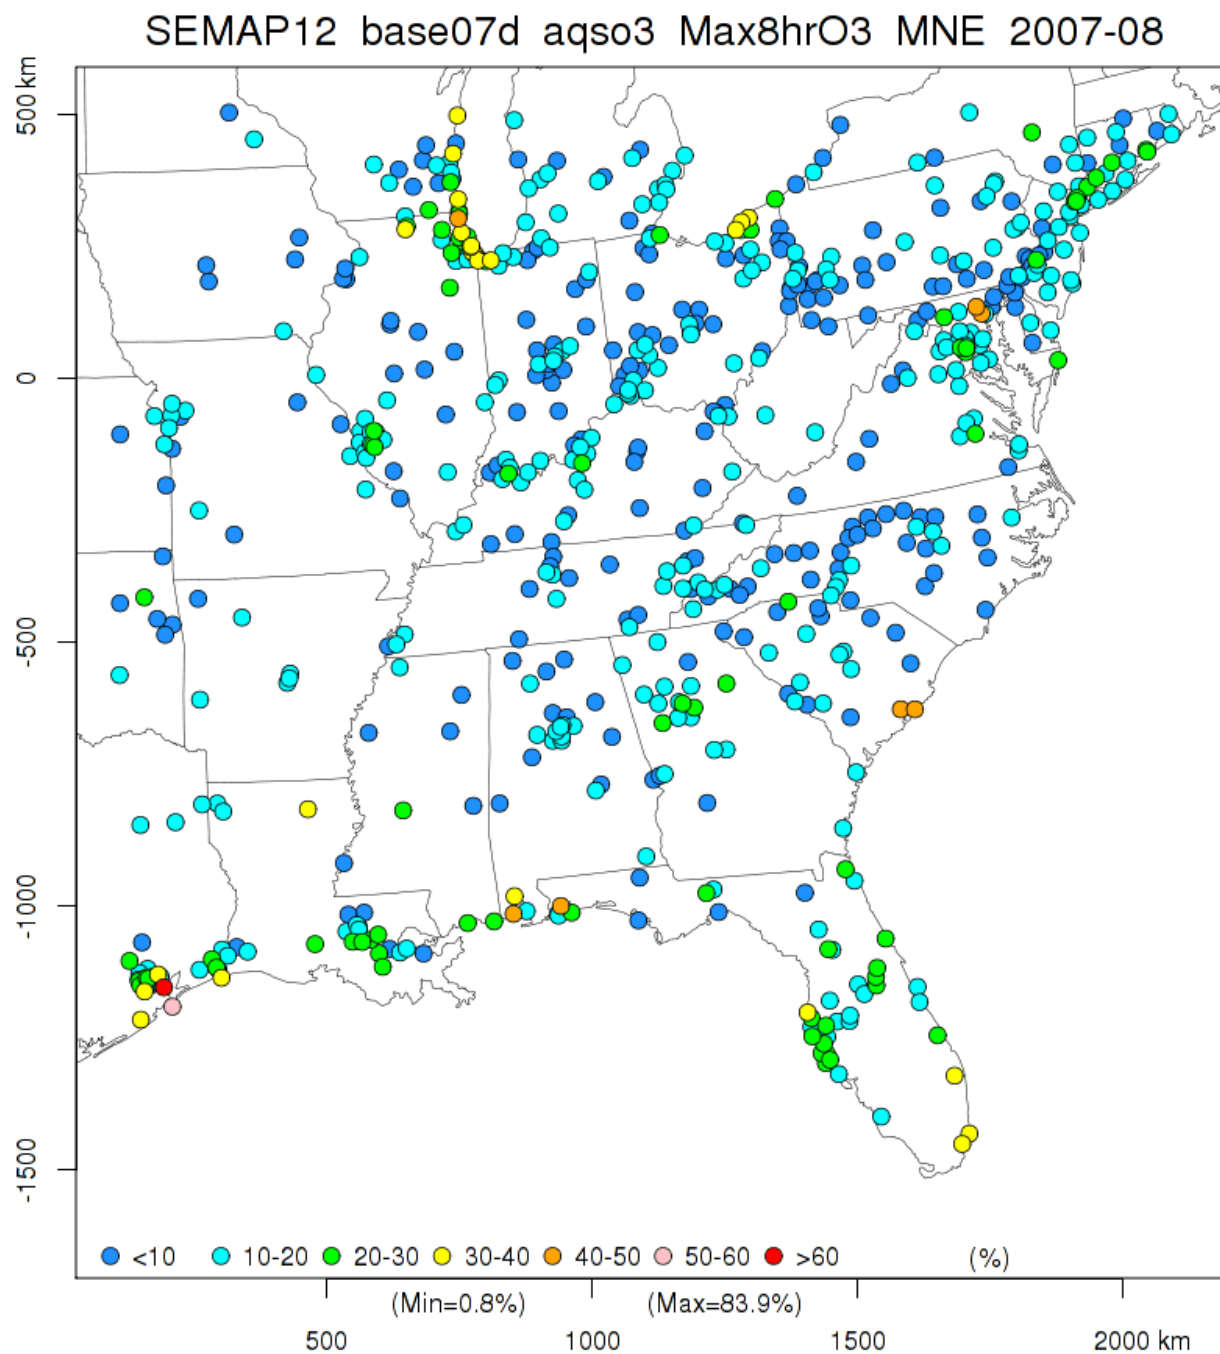 SEMAP12 base07d aqso3 Max8hrO3 MNE 2007-08
500 km
0
-500
-1000
-1500
<10 10-20 20-30 30-40 40-50 50-60 >60 (%)
(Min=0.8%) (Max=83.9%)
500 1000 1500 2000 km